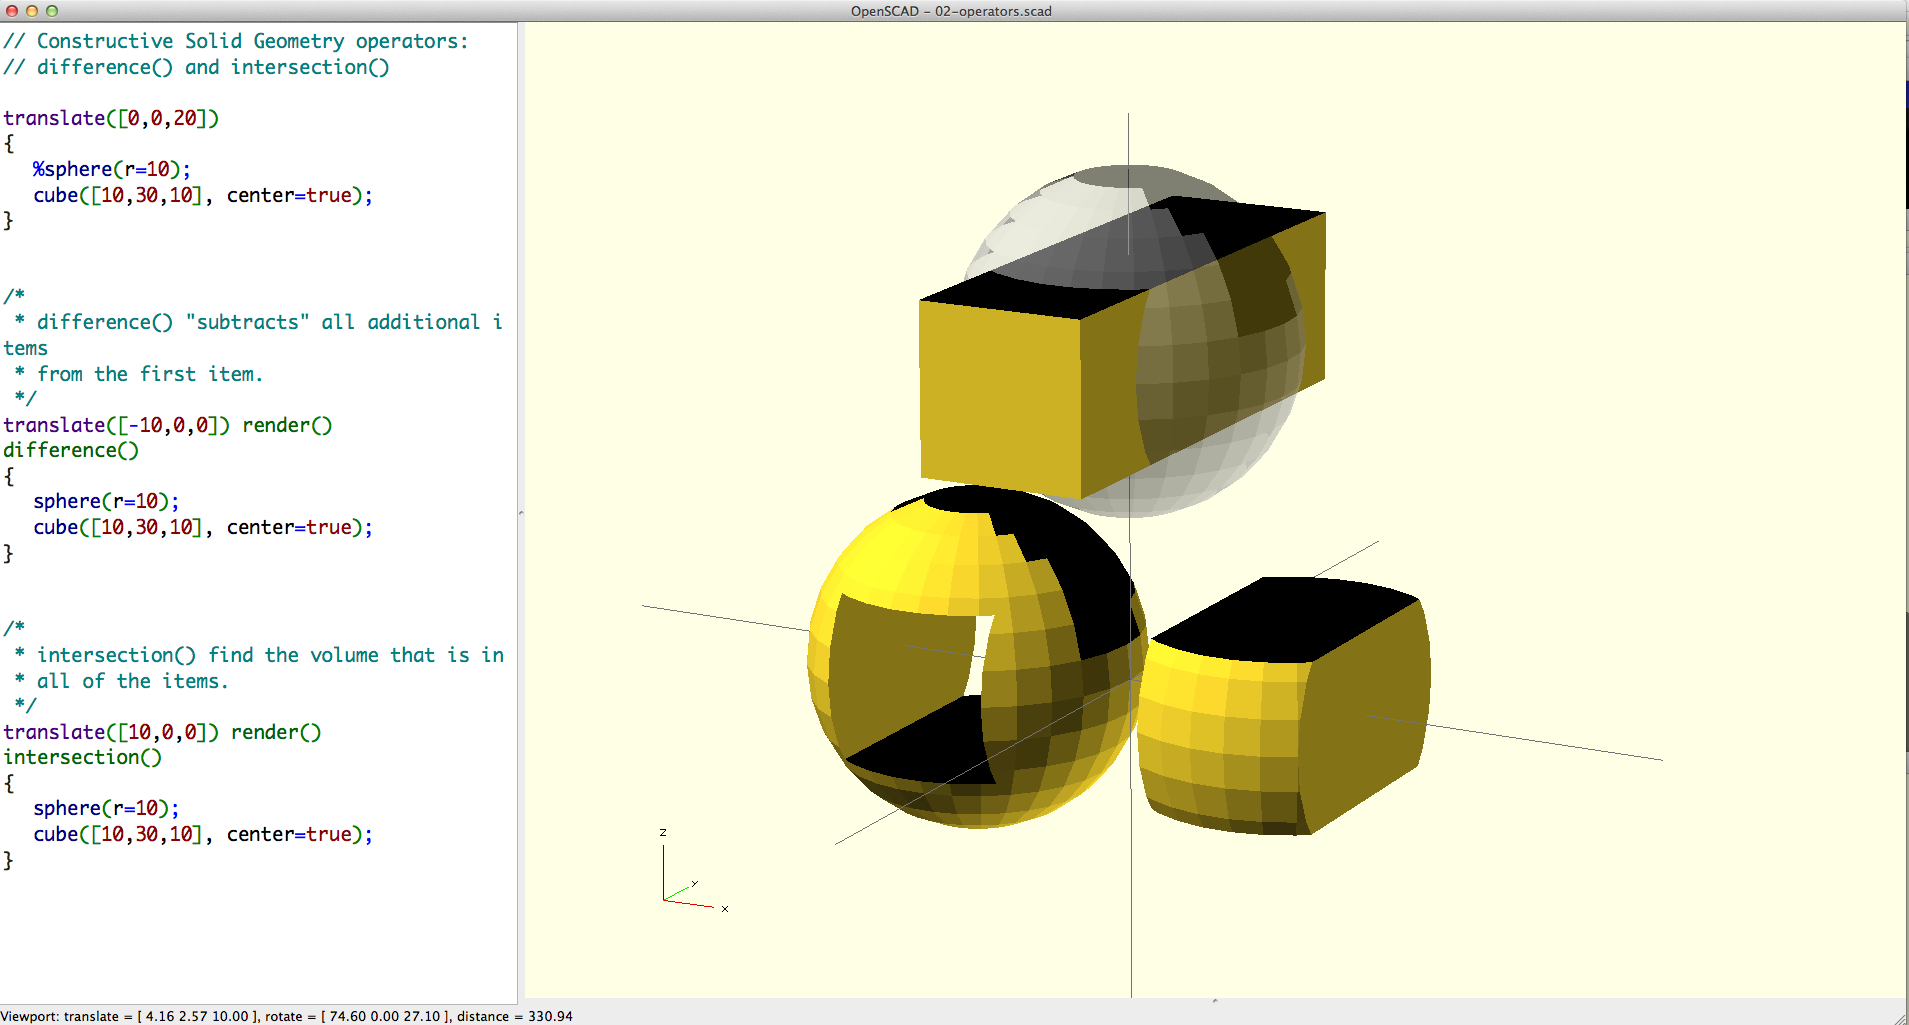 OpenSCAD – 02-operators.scad
// Constructive Solid Geometry operators:
// difference() and intersection()
translate([0,0,20])
{
%sphere(r=10);
cube([10,30,10], center=true);
}
/*
* difference() "subtracts" all additional i
tems
* from the first item.
*/
translate([-10,0,0]) render()
difference()
{
sphere(r=10);
cube([10,30,10], center=true);
}
/*
* intersection() find the volume that is in
* all of the items.
*/
translate([10,0,0]) render()
intersection()
{
sphere(r=10);
cube([10,30,10], center=true);
}
z
y
x
Viewport: translate = [ 4.16 2.57 10.00 ], rotate = [ 74.60 0.00 27.10 ], distance = 330.94